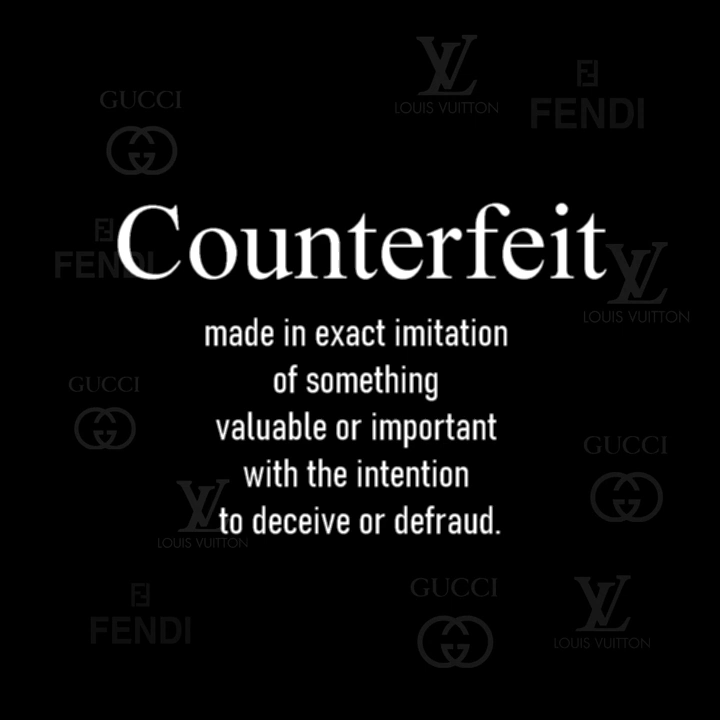 LOUIS VUITTON
GUCCI
FENDI
Counterfeit
FENDI
LOUIS VUITTON
made in exact imitation
of something
valuable or important
with the intention
to deceive or defraud.
GUCCI
GUCCI
LOUIS VUITTON
GUCCI
FENDI
LOUIS VUITTON